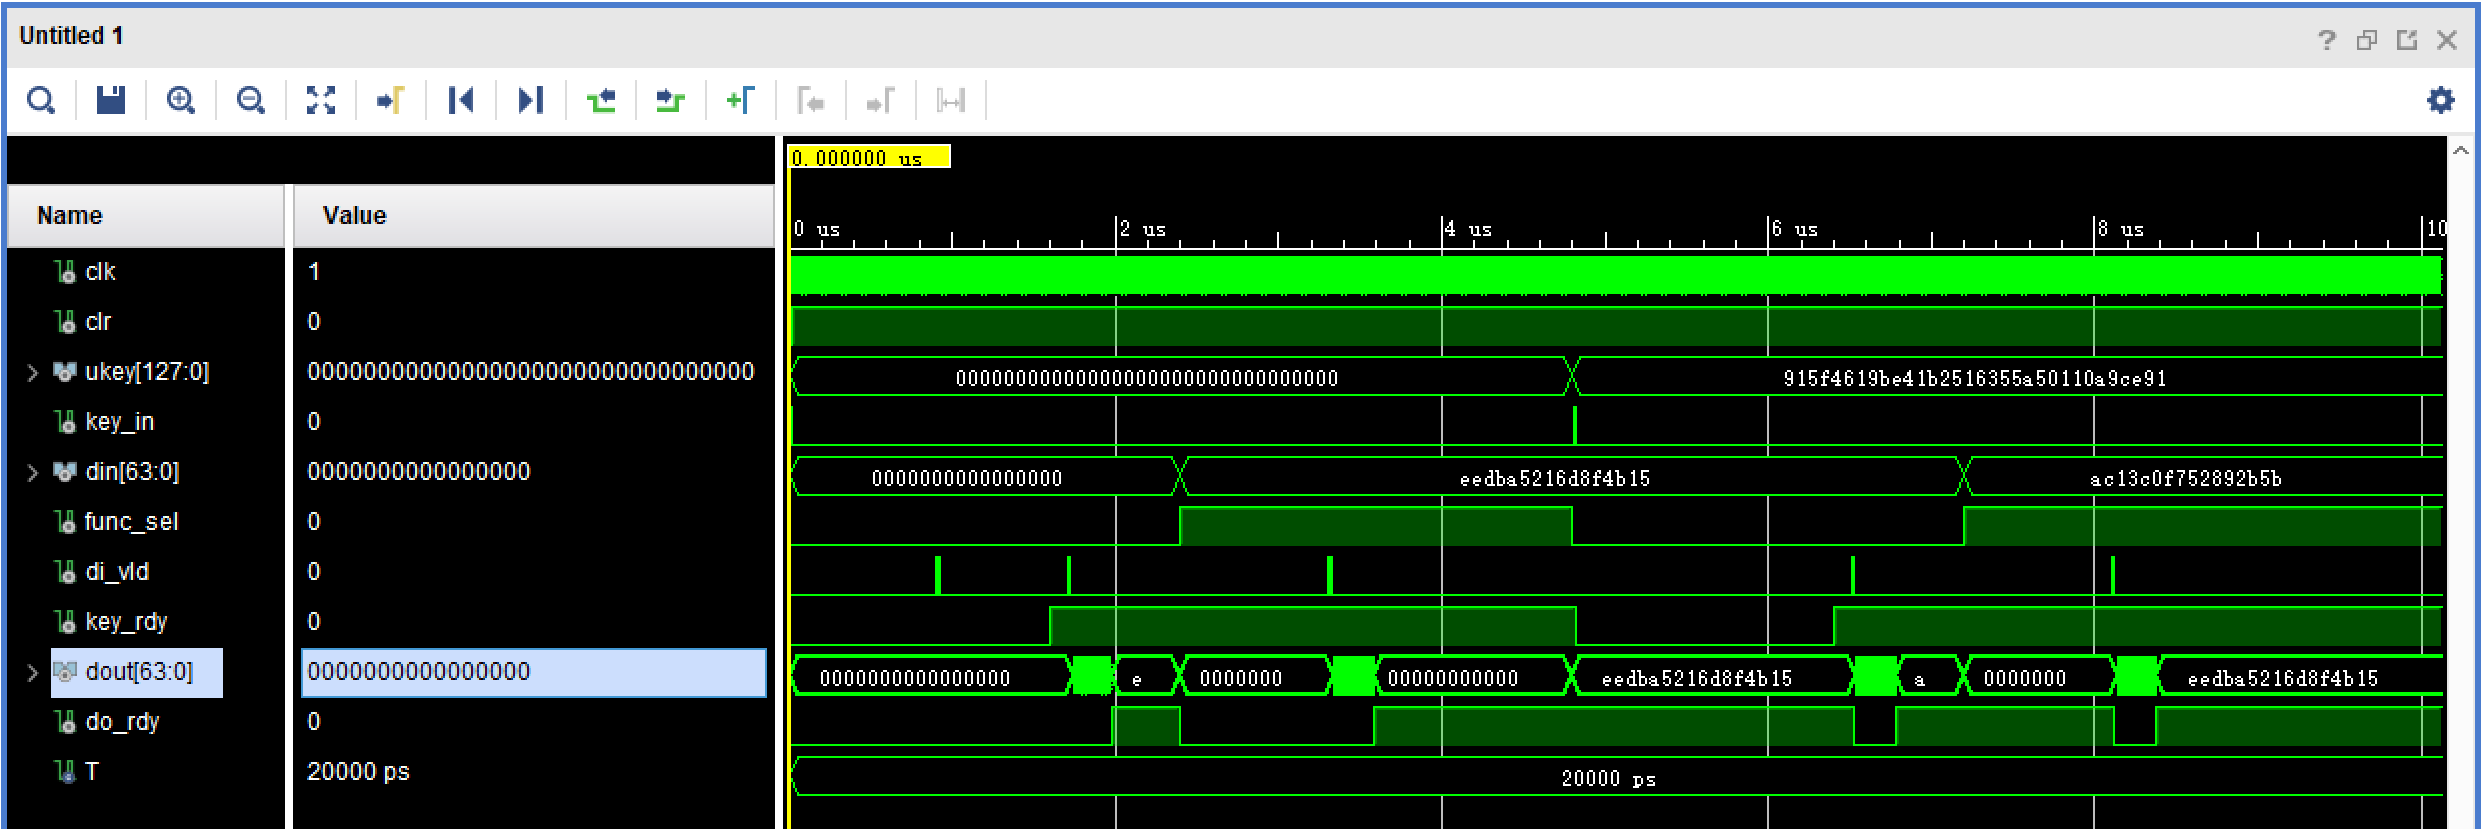 Untitled 1
0.000000 us
Name Value
0 us 2 us 4 us 6 us 8 us 10
clk 1
clr 0
ukey[127:0] 00000000000000000000000000000000 00000000000000000000000000000000 915f4619be41b2516355a50110a9ce91
key_in 0
din[63:0] 0000000000000000 0000000000000000 eedba5216d8f4b15 ac13c0f752892b5b
func_sel 0
di_vld 0
key_rdy 0
dout[63:0] 0000000000000000 0000000000000000 e 0000000 00000000000 eedba5216d8f4b15 a 0000000 eedba5216d8f4b15
do_rdy 0
T 20000 ps 20000 ps